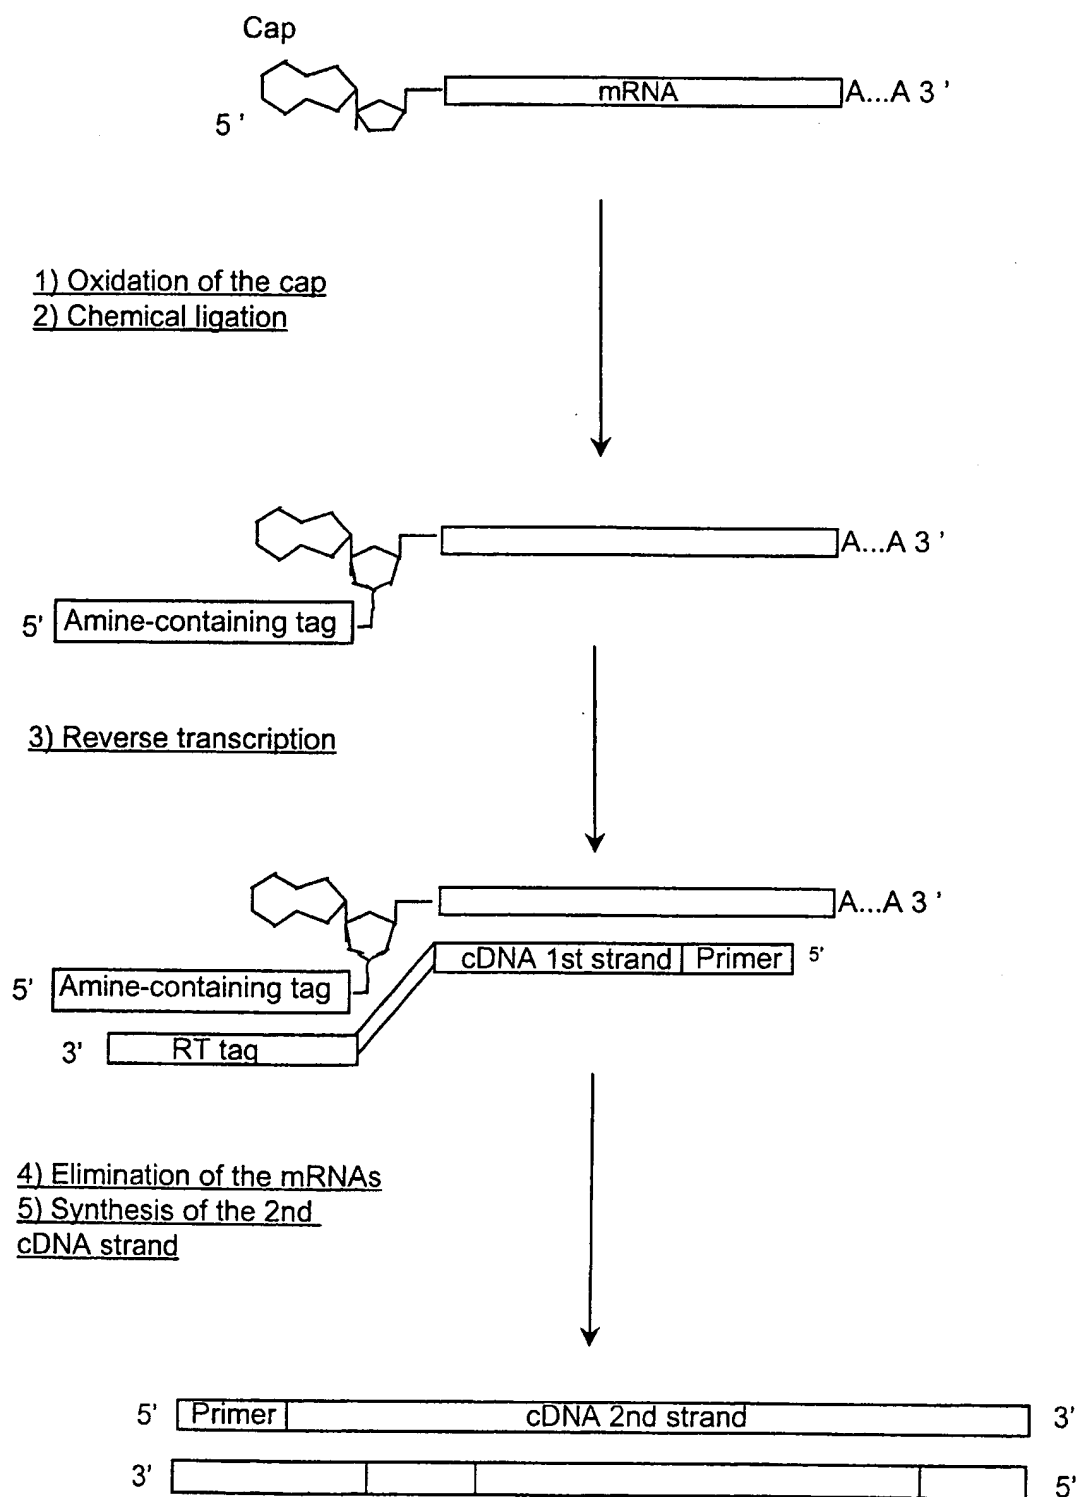 Cap
mRNA
A...A 3 '
5 '
1) Oxidation of the cap
2) Chemical ligation
A...A 3 '
5' Amine-containing tag
3) Reverse transcription
A...A 3 '
cDNA 1st strand Primer 5'
5' Amine-containing tag
3' RT tag
4) Elimination of the mRNAs
5) Synthesis of the 2nd
cDNA strand
5' Primer cDNA 2nd strand 3'
3' 5'